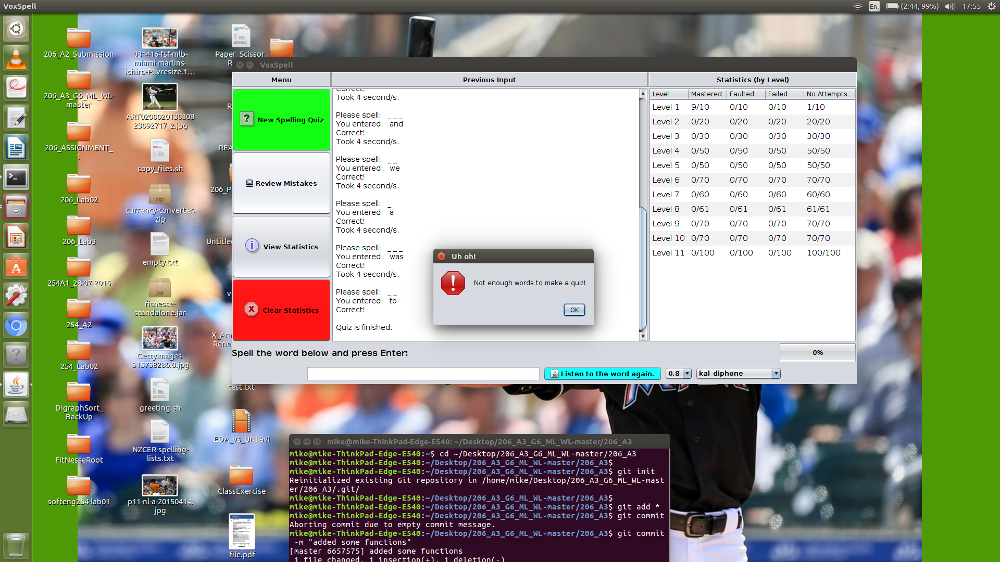 VoxSpell
En2
(2:44, 99%)
17:55
206_A2_Submission
206_A3_G6_ML_WL-
master
206_ASSIGNMENT_
1
206_Lab02
206_Lab3
254A1_28-07-2016
254_A2
254_Lab02
DigraphSort_
BackUp
FitNesseRoot
softeng254-lab01
031416-fsf-mlb-
miami-marlins-
ichiro-PI.vresize.1…
ART0200020130308
23092717_z.jpg
copy_files.sh
zip
currency-converter.
zip
empty.txt
jar
fitnesse-
standalone.jar
GettyImages-
515758286.0.jpg
greeting.sh
NZCER-spelling-
lists.txt
p11-nl-a-20150414.
jpg
Paper_Scissor
R
REA
206_P
Untitle
v
X_Am
Rene
test.txt
EDA_vs_UNI.avi
ClassExercise
file.pdf
VoxSpell
Menu
New Spelling Quiz
Review Mistakes
View Statistics
Clear Statistics
Previous Input
Correct!
Took 4 second/s.
Please spell: _ _ _
You entered: and
Correct!
Took 4 second/s.
Please spell: _ _
You entered: we
Correct!
Took 4 second/s.
Please spell: _
You entered: a
Correct!
Took 4 second/s.
Please spell: _ _ _
You entered: was
Correct!
Took 4 second/s.
Please spell: _ _
You entered: to
Correct!
Quiz is finished.
Statistics (by Level)
Level Mastered Faulted Failed No Attempts
Level 1 9/10 0/10 0/10 1/10
Level 2 0/20 0/20 0/20 20/20
Level 3 0/30 0/30 0/30 30/30
Level 4 0/50 0/50 0/50 50/50
Level 5 0/50 0/50 0/50 50/50
Level 6 0/70 0/70 0/70 70/70
Level 7 0/60 0/60 0/60 60/60
Level 8 0/61 0/61 0/61 61/61
Level 9 0/70 0/70 0/70 70/70
Level 10 0/70 0/70 0/70 70/70
Level 11 0/100 0/100 0/100 100/100
Uh oh!
Not enough words to make a quiz!
OK
Spell the word below and press Enter:
0%
Listen to the word again.
0.8
kal_diphone
mike@mike-ThinkPad-Edge-E540: ~/Desktop/206_A3_G6_ML_WL-master/206_A3
mike@mike-ThinkPad-Edge-E540:~$ cd ~/Desktop/206_A3_G6_ML_WL-master/206_A3
mike@mike-ThinkPad-Edge-E540:~/Desktop/206_A3_G6_ML_WL-master/206_A3$
mike@mike-ThinkPad-Edge-E540:~/Desktop/206_A3_G6_ML_WL-master/206_A3$ git init
Reinitialized existing Git repository in /home/mike/Desktop/206_A3_G6_ML_WL-mast
er/206_A3/.git/
mike@mike-ThinkPad-Edge-E540:~/Desktop/206_A3_G6_ML_WL-master/206_A3$
mike@mike-ThinkPad-Edge-E540:~/Desktop/206_A3_G6_ML_WL-master/206_A3$ git add *
mike@mike-ThinkPad-Edge-E540:~/Desktop/206_A3_G6_ML_WL-master/206_A3$ git commit
Aborting commit due to empty commit message.
mike@mike-ThinkPad-Edge-E540:~/Desktop/206_A3_G6_ML_WL-master/206_A3$ git commit
-m "added some functions"
[master 6657575] added some functions
1 file changed, 1 insertion(+), 1 deletion(-)